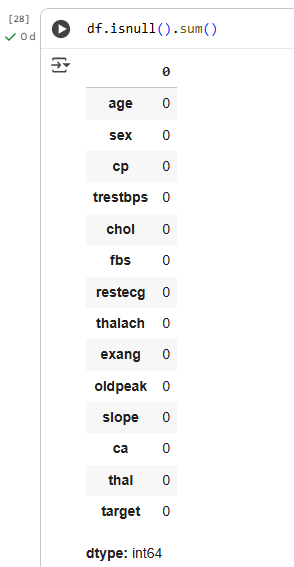 [28]
0 d
df.isnull().sum()
0
age 0
sex 0
cp 0
trestbps 0
chol 0
fbs 0
restecg 0
thalach 0
exang 0
oldpeak 0
slope 0
ca 0
thal 0
target 0
dtype: int64